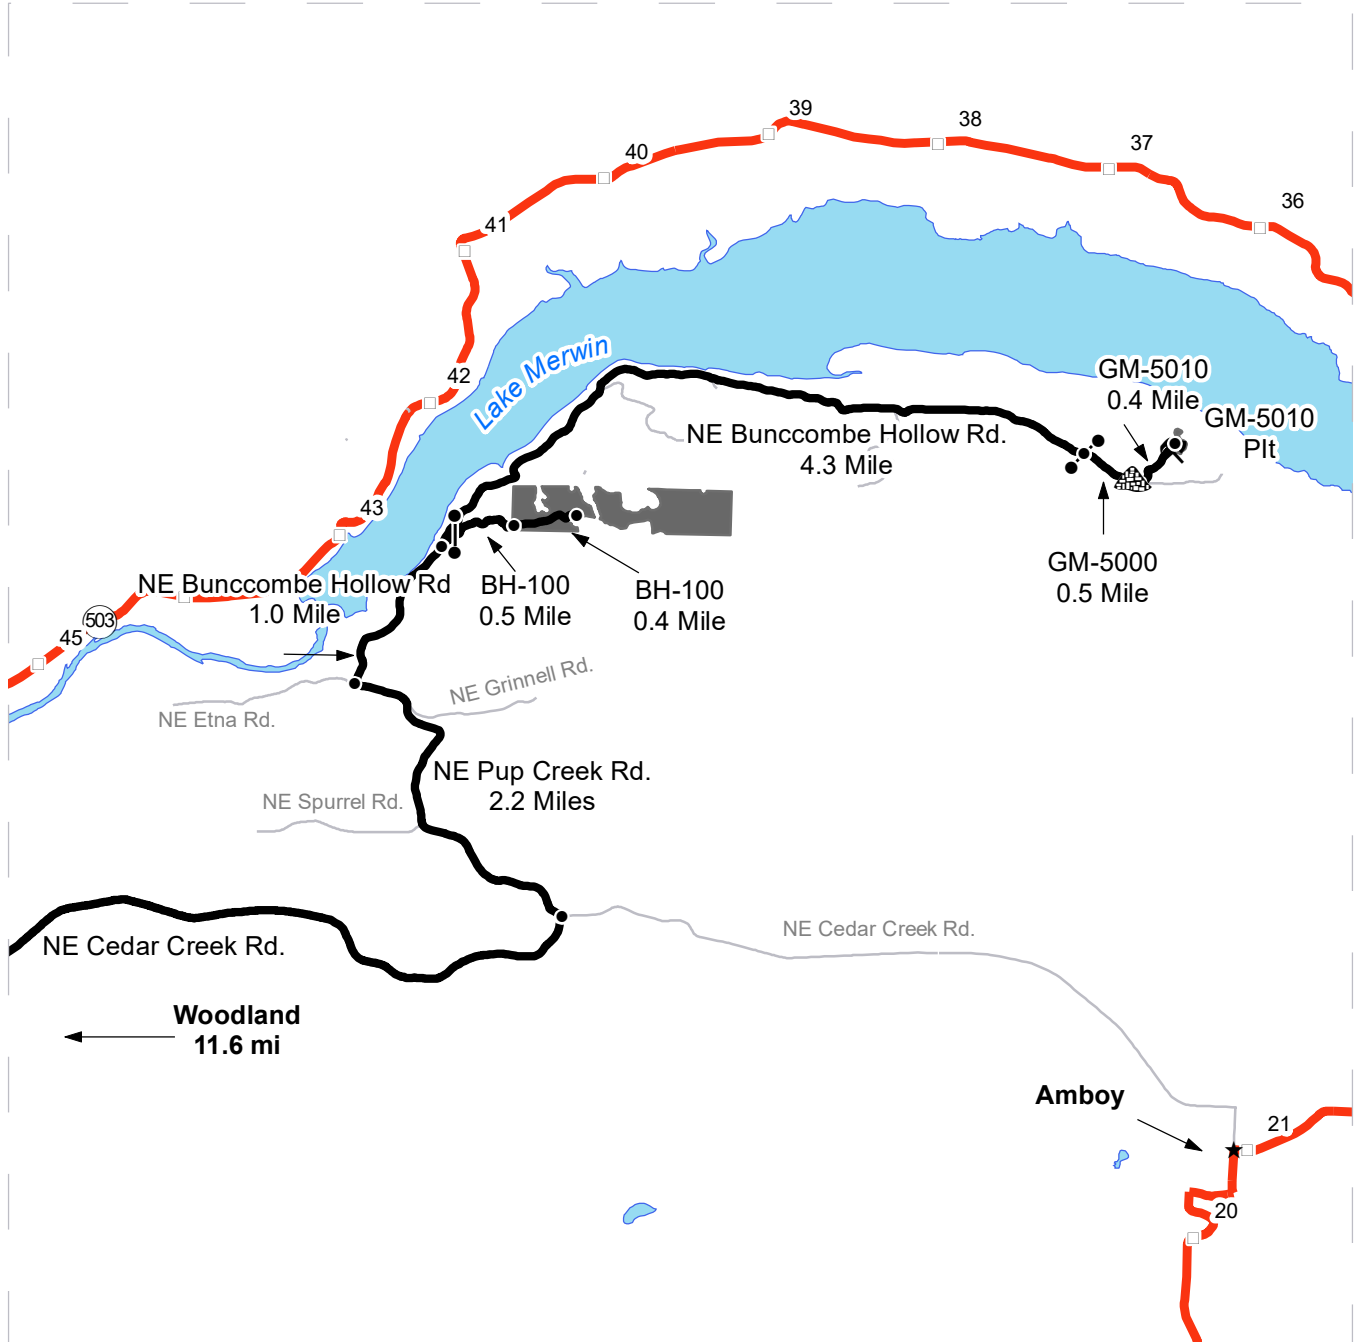 39
38
37
40
36
41
Lake Merwin
42
GM-5010
0.4 Mile
GM-5010
Plt
NE Bunccombe Hollow Rd.
4.3 Mile
43
GM-5000
0.5 Mile
NE Bunccombe Hollow Rd
1.0 Mile
BH-100
0.5 Mile
BH-100
0.4 Mile
503
45
NE Grinnell Rd.
NE Etna Rd.
NE Pup Creek Rd.
2.2 Miles
NE Spurrel Rd.
NE Cedar Creek Rd.
NE Cedar Creek Rd.
Woodland
11.6 mi
Amboy
21
20